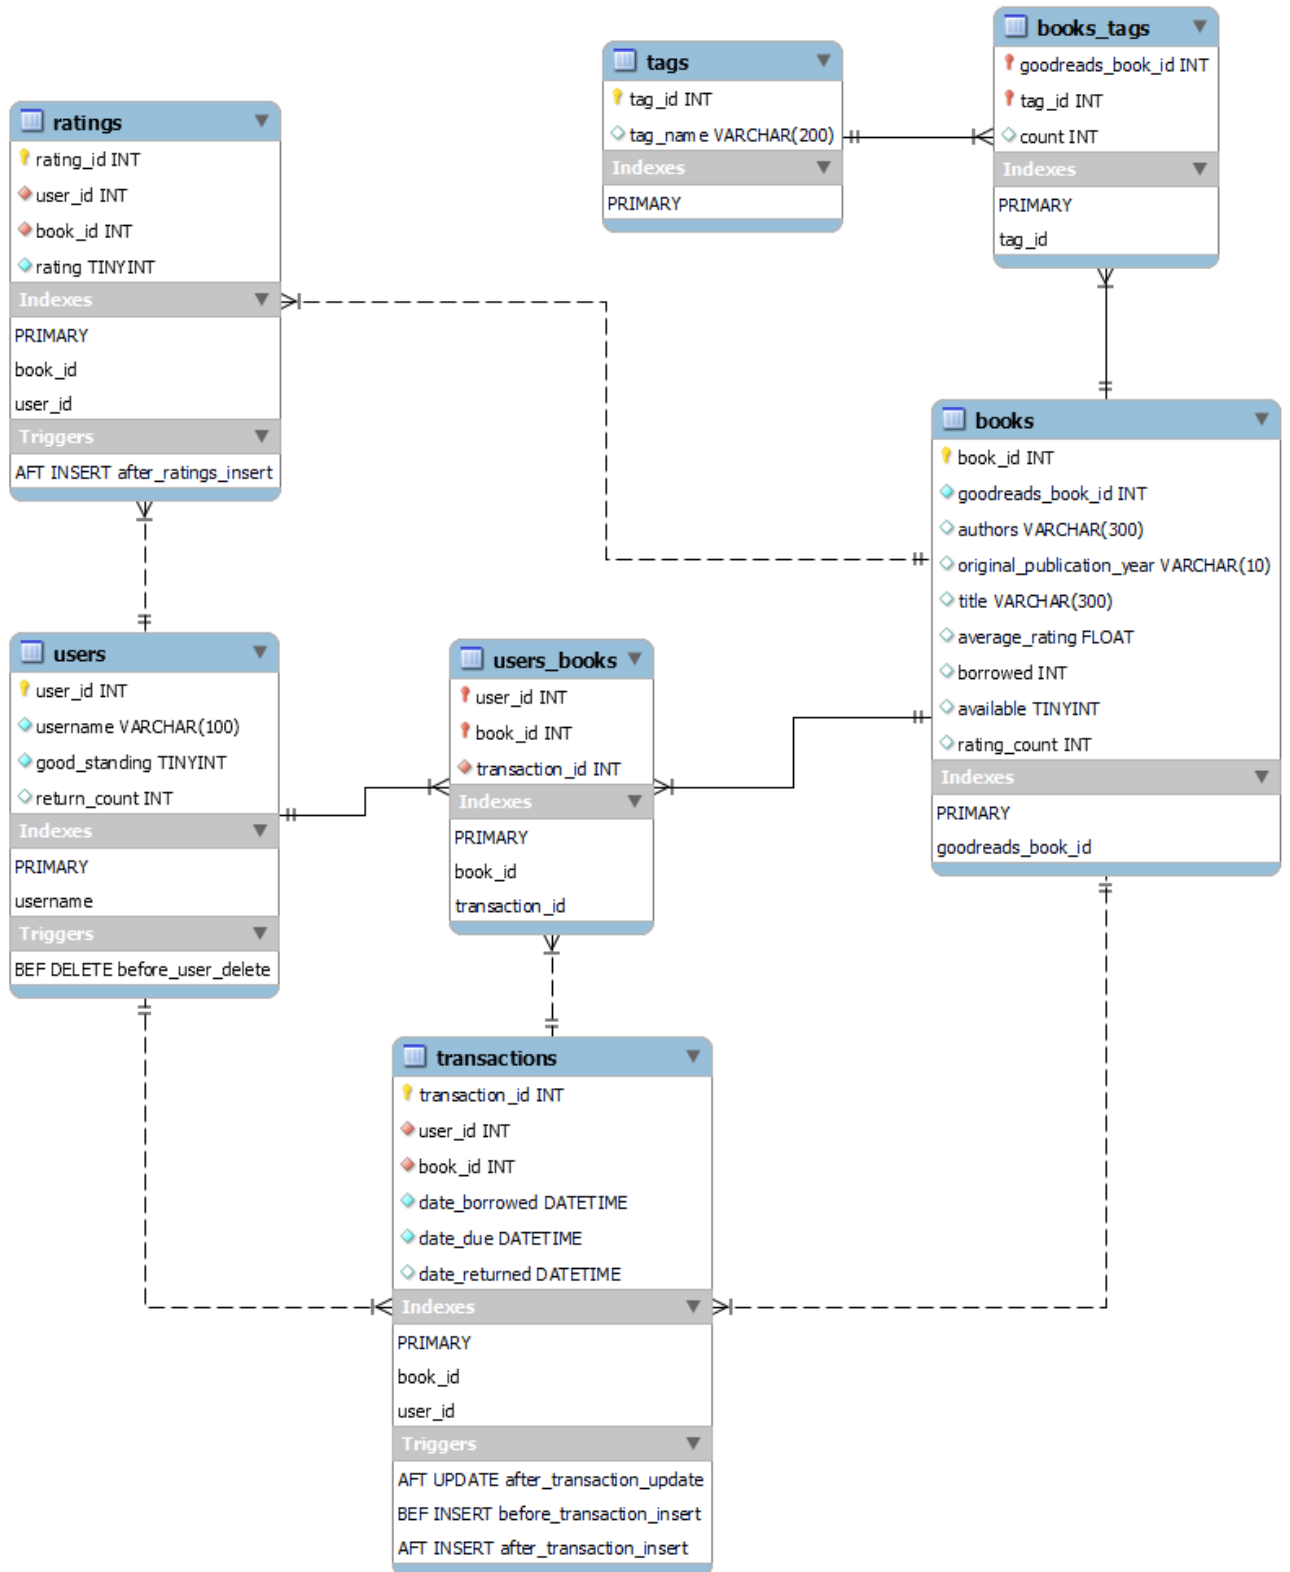 books_tags
goodreads_book_id INT
tag_id INT
count INT
Indexes
PRIMARY
tag_id
tags
tag_id INT
tag_name VARCHAR(200)
Indexes
PRIMARY
ratings
rating_id INT
user_id INT
book_id INT
rating TINYINT
Indexes
PRIMARY
book_id
user_id
Triggers
AFT INSERT after_ratings_insert
books
book_id INT
goodreads_book_id INT
authors VARCHAR(300)
original_publication_year VARCHAR(10)
title VARCHAR(300)
average_rating FLOAT
borrowed INT
available TINYINT
rating_count INT
Indexes
PRIMARY
goodreads_book_id
users
user_id INT
username VARCHAR(100)
good_standing TINYINT
return_count INT
Indexes
PRIMARY
username
Triggers
BEF DELETE before_user_delete
users_books
user_id INT
book_id INT
transaction_id INT
Indexes
PRIMARY
book_id
transaction_id
transactions
transaction_id INT
user_id INT
book_id INT
date_borrowed DATETIME
date_due DATETIME
date_returned DATETIME
Indexes
PRIMARY
book_id
user_id
Triggers
AFT UPDATE after_transaction_update
BEF INSERT before_transaction_insert
AFT INSERT after_transaction_insert